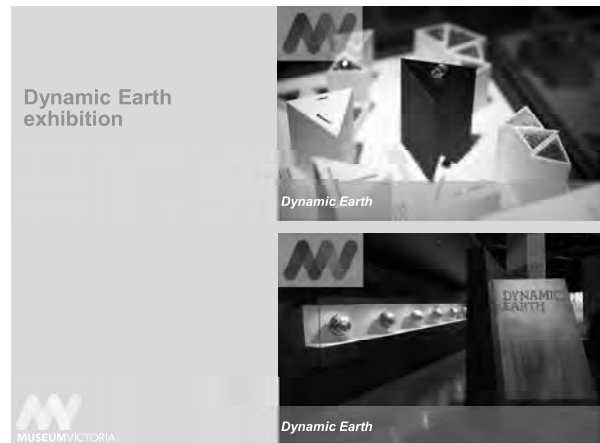 Dynamic Earth
exhibition
Dynamic Earth
DYNAMIC
EARTH
Dynamic Earth
MUSEUMVICTORIA